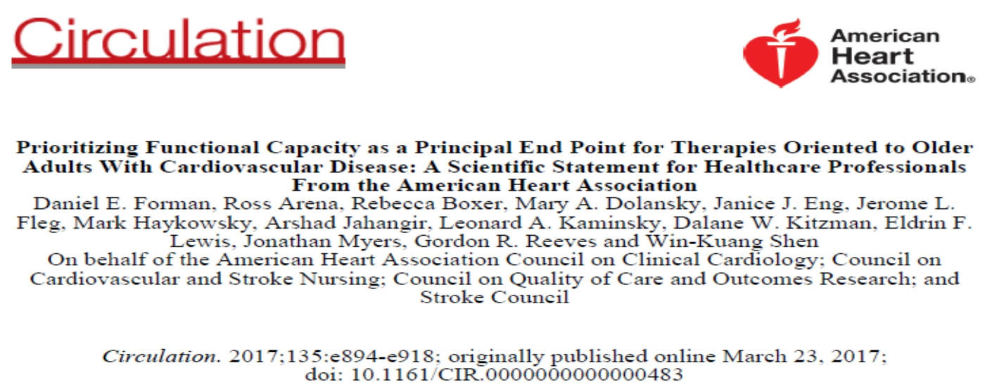 Circulation
American
Heart
Association®
Prioritizing Functional Capacity as a Principal End Point for Therapies Oriented to Older
Adults With Cardiovascular Disease: A Scientific Statement for Healthcare Professionals
From the American Heart Association
Daniel E. Forman, Ross Arena, Rebecca Boxer, Mary A. Dolansky, Janice J. Eng, Jerome L.
Fleg, Mark Haykowsky, Arshad Jahangir, Leonard A. Kaminsky, Dalane W. Kitzman, Eldrin F.
Lewis, Jonathan Myers, Gordon R. Reeves and Win-Kuang Shen
On behalf of the American Heart Association Council on Clinical Cardiology; Council on
Cardiovascular and Stroke Nursing; Council on Quality of Care and Outcomes Research; and
Stroke Council
Circulation. 2017;135:e894-e918; originally published online March 23, 2017;
doi: 10.1161/CIR.0000000000000483